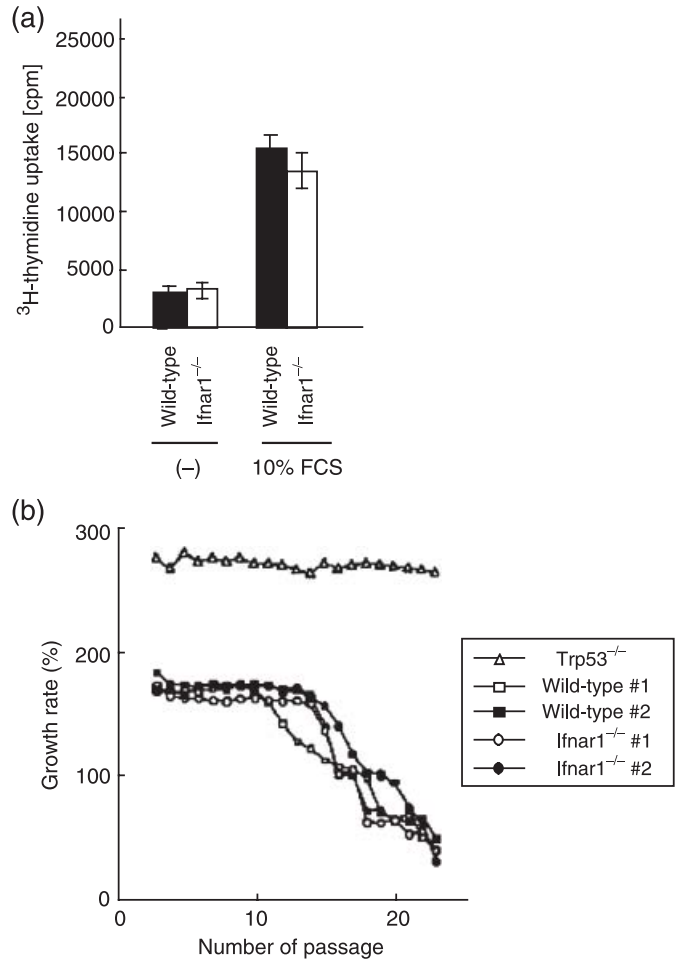 (a)
³H-thymidine uptake [cpm]
25000
20000
15000
10000
5000
0
Wild-type
Ifnar1⁻/⁻
Wild-type
Ifnar1⁻/⁻
(–)
10% FCS
(b)
Growth rate (%)
300
200
100
0
0
10
20
Number of passage
Trp53⁻/⁻
Wild-type #1
Wild-type #2
Ifnar1⁻/⁻ #1
Ifnar1⁻/⁻ #2